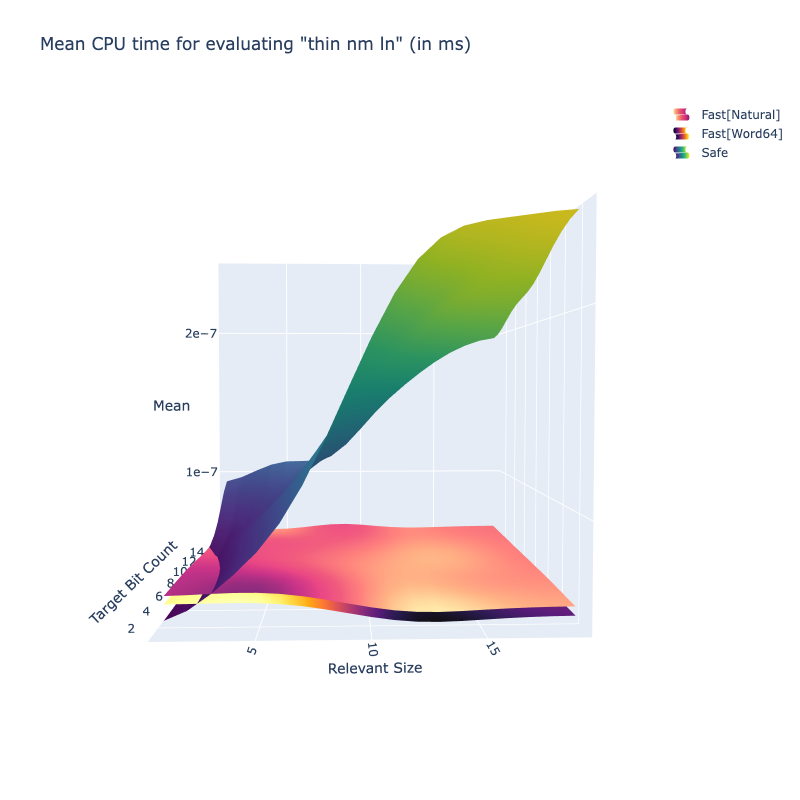 Mean CPU time for evaluating "thin nm ln" (in ms)
Fast[Natural]
Fast[Word64]
Safe
2e−7
Mean
1e−7
14
12
10
8
6
4
2
Target Bit Count
5
10
15
Relevant Size